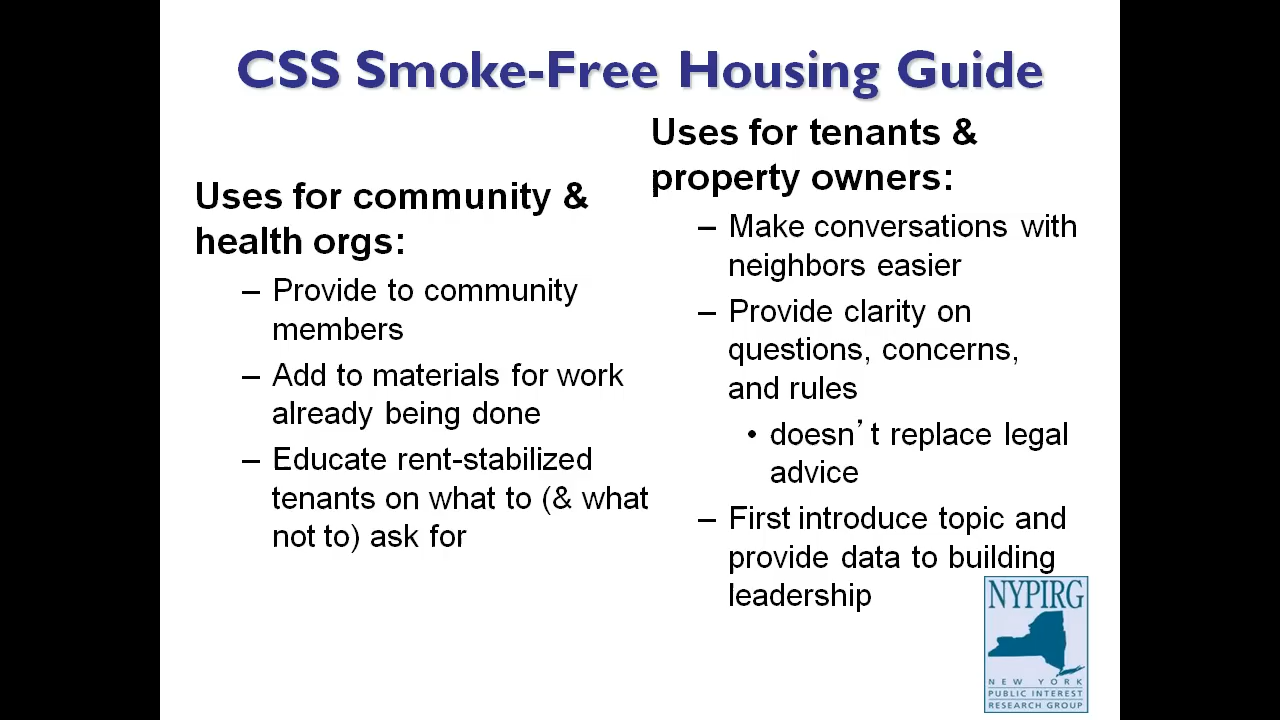 CSS Smoke-Free Housing Guide
Uses for community &
health orgs:
– Provide to community
members
– Add to materials for work
already being done
– Educate rent-stabilized
tenants on what to (& what
not to) ask for
Uses for tenants &
property owners:
– Make conversations with
neighbors easier
– Provide clarity on
questions, concerns,
and rules
• doesn’t replace legal
advice
– First introduce topic and
provide data to building
leadership
NYPIRG
NEW YORK
PUBLIC INTEREST
RESEARCH GROUP